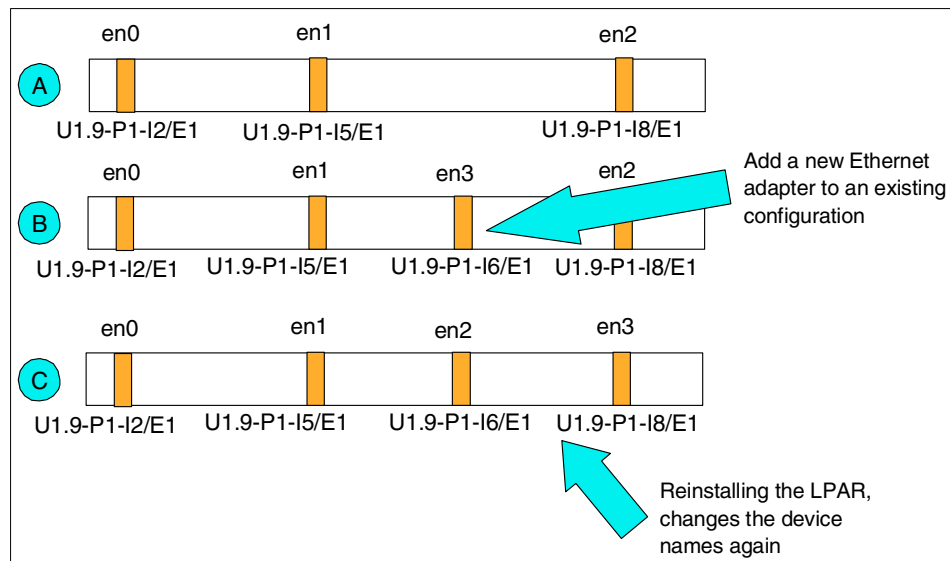 en0 en1 en2
A
U1.9-P1-I2/E1 U1.9-P1-I5/E1 U1.9-P1-I8/E1
en0 en1 en3 en2
Add a new Ethernet
adapter to an existing
configuration
B
U1.9-P1-I2/E1 U1.9-P1-I5/E1 U1.9-P1-I6/E1 U1.9-P1-I8/E1
en0 en1 en2 en3
C
U1.9-P1-I2/E1 U1.9-P1-I5/E1 U1.9-P1-I6/E1 U1.9-P1-I8/E1
Reinstalling the LPAR,
changes the device
names again